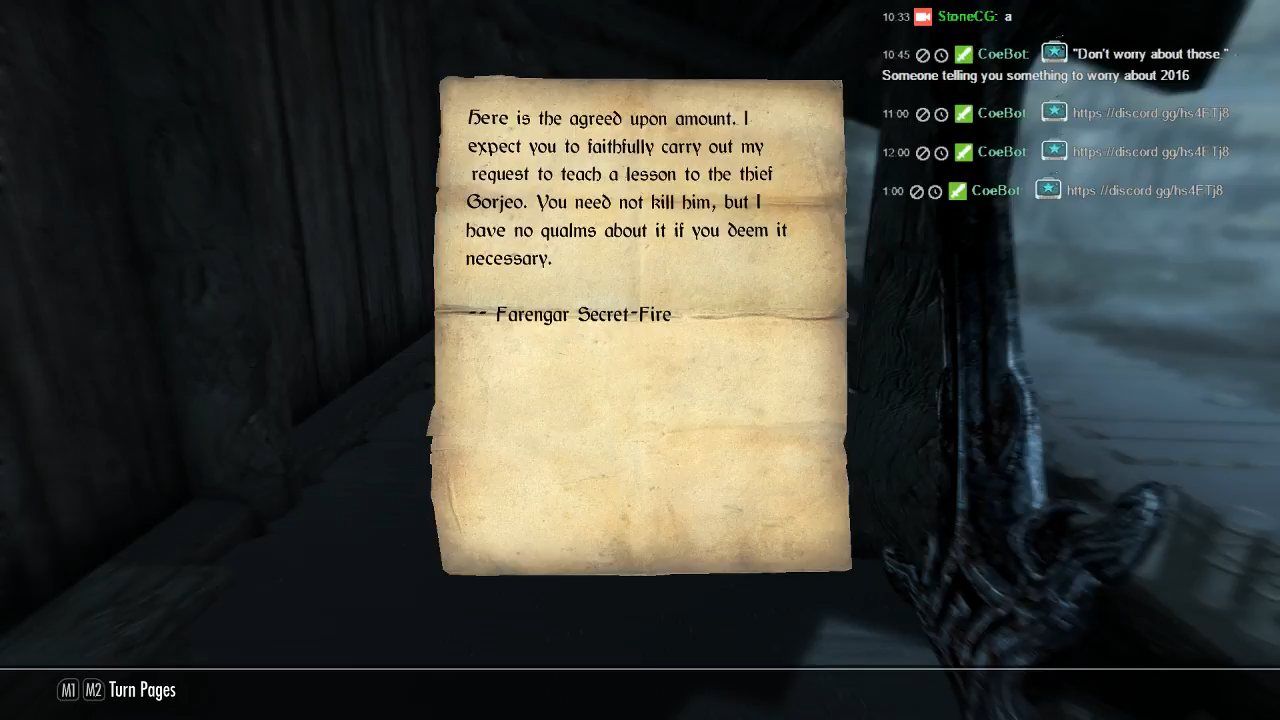 Here is the agreed upon amount. I
expect you to faithfully carry out my
request to teach a lesson to the thief
Gorjeo. You need not kill him, but I
have no qualms about it if you deem it
necessary.
-- Farengar Secret-Fire
10:33 StoneCG: a
10:45 CoeBot: "Don't worry about those."
Someone telling you something to worry about 2016
11:00 CoeBot: https://discord.gg/hs4ETj8
12:00 CoeBot: https://discord.gg/hs4ETj8
1:00 CoeBot: https://discord.gg/hs4ETj8
M1 M2 Turn Pages